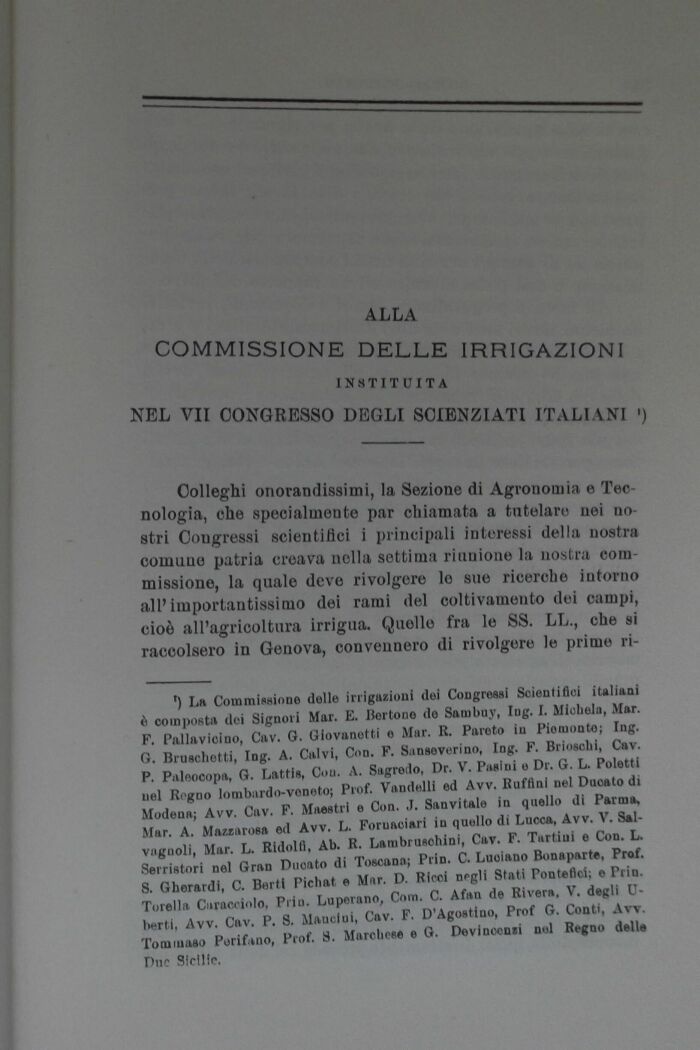 ALLA
COMMISSIONE DELLE IRRIGAZIONI
INSTITUITA
NEL VII CONGRESSO DEGLI SCIENZIATI ITALIANI ¹)
Colleghi onorandissimi, la Sezione di Agronomia e Tec-
nologia, che specialmente par chiamata a tutelare nei no-
stri Congressi scientifici i principali interessi della nostra
comune patria creava nella settima riunione la nostra com-
missione, la quale deve rivolgere le sue ricerche intorno
all'importantissimo dei rami del coltivamento dei campi,
cioè all'agricoltura irrigua. Quelle fra le SS. LL., che si
raccolsero in Genova, convennero di rivolgere le prime ri-
¹) La Commissione delle irrigazioni dei Congressi Scientifici italiani
è composta dei Signori Mar. E. Bertone de Sambuy, Ing. I. Michela, Mar.
F. Pallavicino, Cav. G. Giovanetti e Mar. R. Pareto in Piemonte; Ing.
G. Bruschetti, Ing. A. Calvi, Con. F. Sanseverino, Ing. F. Brioschi, Cav.
P. Paleocopa, G. Lattis, Con. A. Sagredo, Dr. V. Pasini e Dr. G. L. Poletti
nel Regno lombardo-veneto; Prof. Vandelli ed Avv. Ruffini nel Ducato di
Modena; Avv. Cav. F. Maestri e Con. J. Sanvitale in quello di Parma,
Mar. A. Mazzarosa ed Avv. L. Fornaciari in quello di Lucca, Avv. V. Sal-
vagnoli, Mar. L. Ridolfi, Ab. R. Lambruschini, Cav. F. Tartini e Con. L.
Serristori nel Gran Ducato di Toscana; Prin. C. Luciano Bonaparte, Prof.
S. Gherardi, C. Berti Pichat e Mar. D. Ricci negli Stati Pontefici; e Prin.
Torella Caracciolo, Prin. Luperano, Com. C. Afan de Rivera, V. degli U-
berti, Avv. Cav. P. S. Mancini, Cav. F. D'Agostino, Prof G. Conti, Avv.
Tommaso Perifano, Prof. S. Marchese e G. Devincenzi nel Regno delle
Due Sicilie.